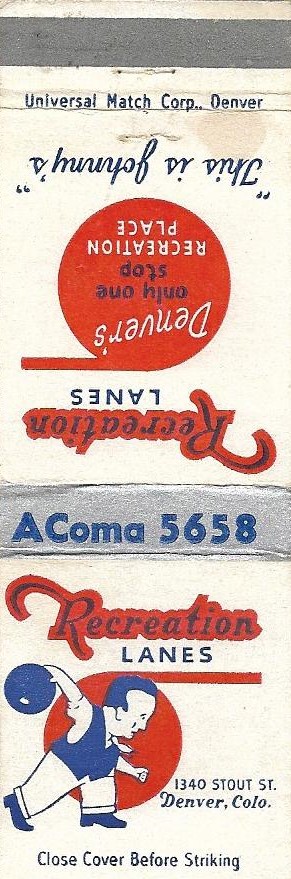 Universal Match Corp., Denver
"This is Johnny's"
Denver's
only one
stop
RECREATION
PLACE
Recreation
LANES
AComa 5658
Recreation
LANES
1340 STOUT ST.
Denver, Colo.
Close Cover Before Striking